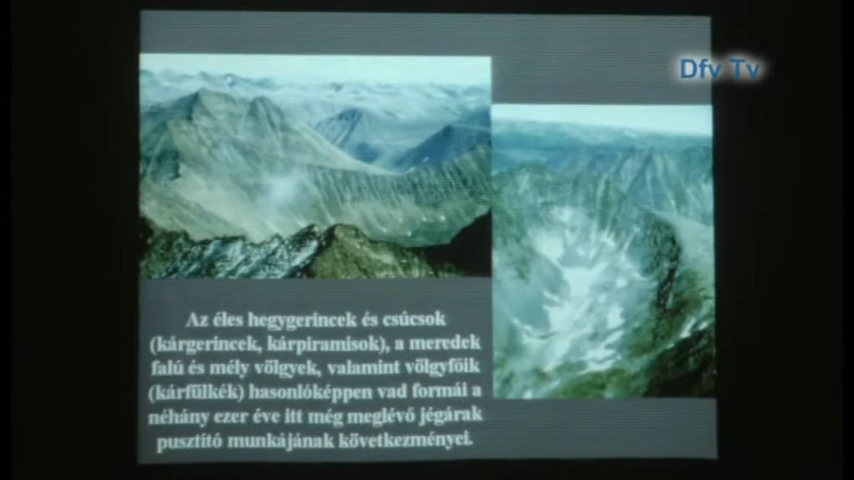 Dfv Tv
Az éles hegygerincek és csúcsok
(kárgerincek, kárpiramisok), a meredek
falú és mély völgyek, valamint völgyfőik
(kárfülkék) hasonlóképpen vad formái a
néhány ezer éve itt még meglévő jégárak
pusztító munkájának következményei.